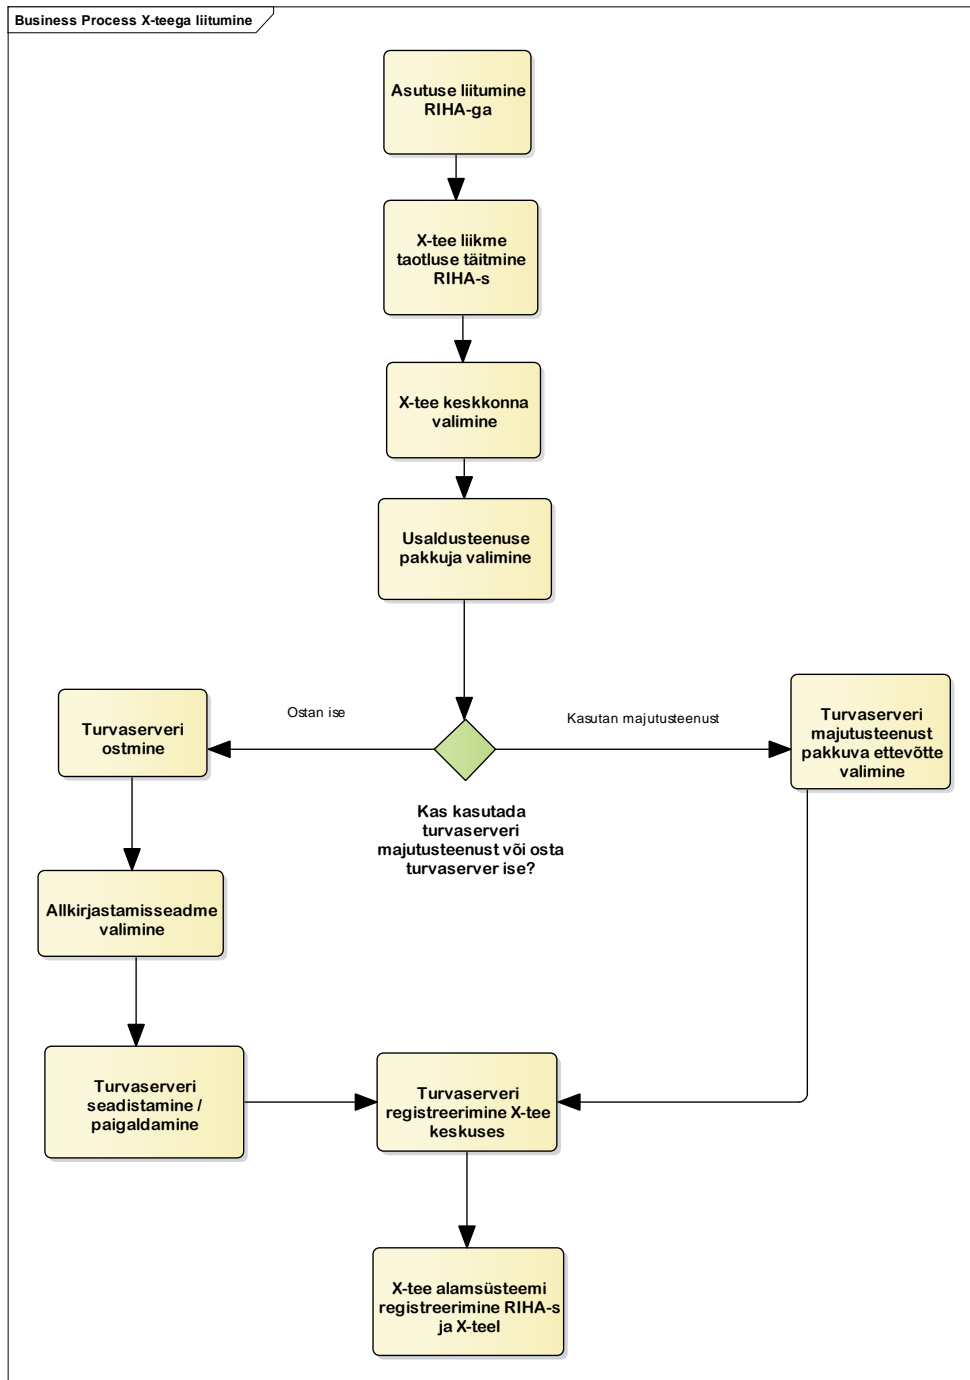 Business Process X-teega liitumine
Asutuse liitumine
RIHA-ga
X-tee liikme
taotluse täitmine
RIHA-s
X-tee keskkonna
valimine
Usaldusteenuse
pakkuja valimine
Ostan ise
Kasutan majutusteenust
Turvaserveri
ostmine
Turvaserveri
majutusteenust
pakkuva ettevõtte
valimine
Kas kasutada
turvaserveri
majutusteenust või osta
turvaserver ise?
Allkirjastamisseadme
valimine
Turvaserveri
seadistamine /
paigaldamine
Turvaserveri
registreerimine X-tee
keskuses
X-tee alamsüsteemi
registreerimine RIHA-s
ja X-teel